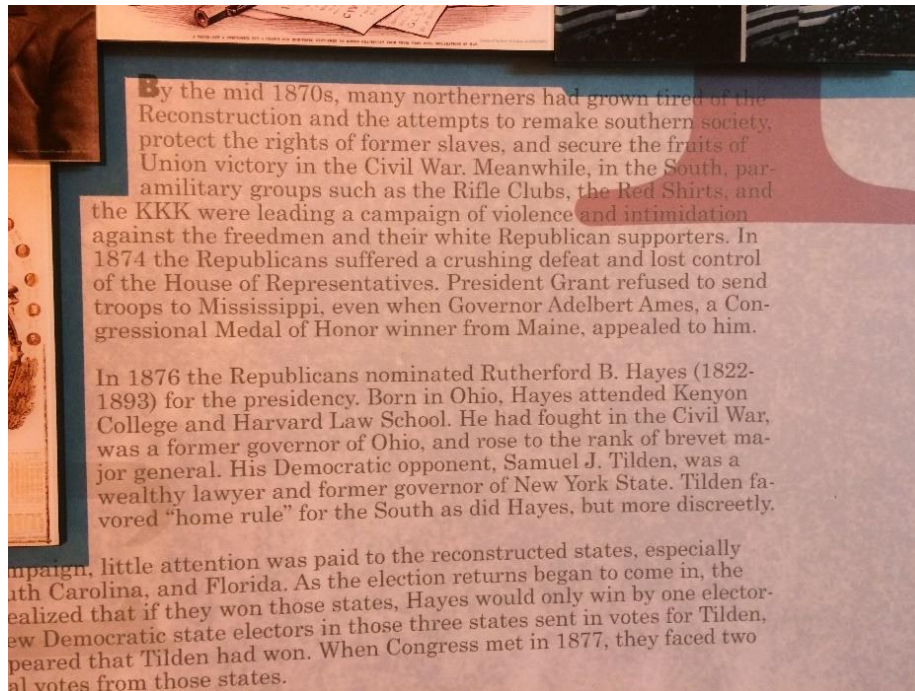 By the mid 1870s, many northerners had grown tired of the
Reconstruction and the attempts to remake southern society,
protect the rights of former slaves, and secure the fruits of
Union victory in the Civil War. Meanwhile, in the South, par-
amilitary groups such as the Rifle Clubs, the Red Shirts, and
the KKK were leading a campaign of violence and intimidation
against the freedmen and their white Republican supporters. In
1874 the Republicans suffered a crushing defeat and lost control
of the House of Representatives. President Grant refused to send
troops to Mississippi, even when Governor Adelbert Ames, a Con-
gressional Medal of Honor winner from Maine, appealed to him.
In 1876 the Republicans nominated Rutherford B. Hayes (1822-
1893) for the presidency. Born in Ohio, Hayes attended Kenyon
College and Harvard Law School. He had fought in the Civil War,
was a former governor of Ohio, and rose to the rank of brevet ma-
jor general. His Democratic opponent, Samuel J. Tilden, was a
wealthy lawyer and former governor of New York State. Tilden fa-
vored “home rule” for the South as did Hayes, but more discreetly.
mpaign, little attention was paid to the reconstructed states, especially
uth Carolina, and Florida. As the election returns began to come in, the
ealized that if they won those states, Hayes would only win by one elector-
ew Democratic state electors in those three states sent in votes for Tilden,
peared that Tilden had won. When Congress met in 1877, they faced two
al votes from those states.